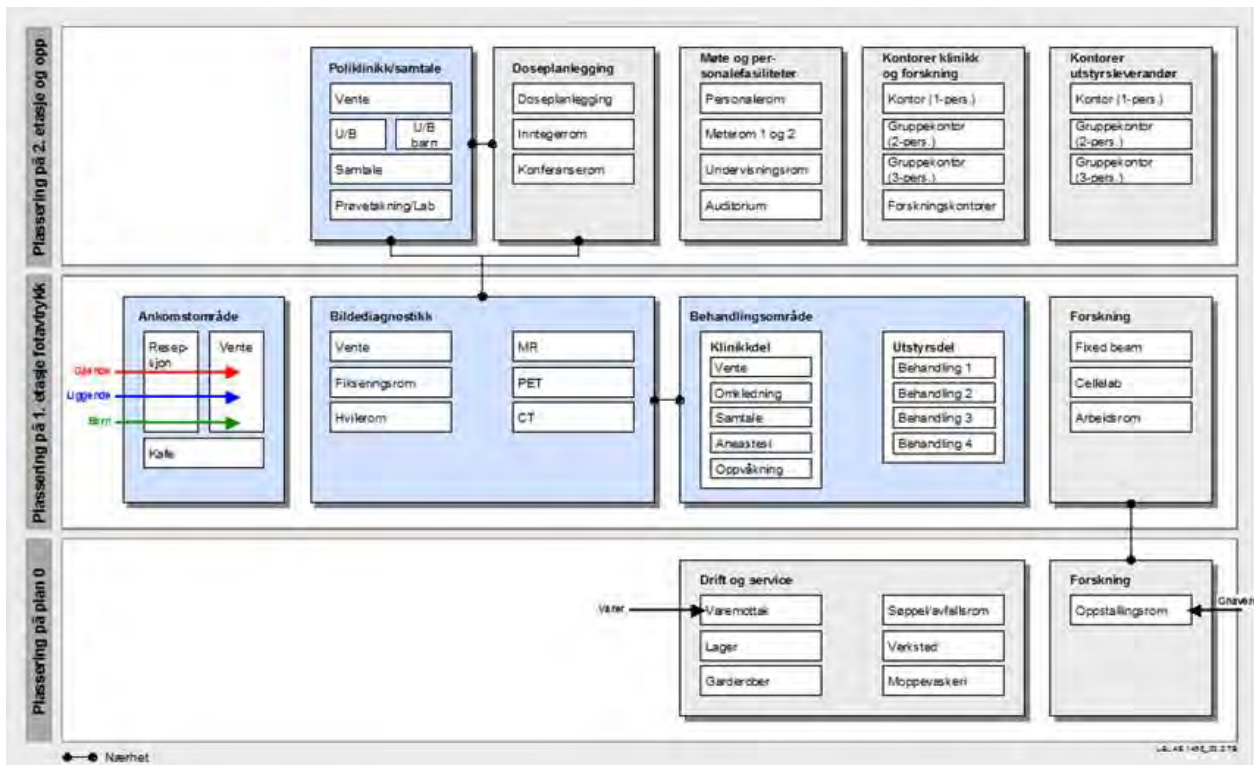 Plassering på 2. etasje og opp
Poliklinikk/samtale
Vente
U/B
U/B
barn
Samtale
Prøvetakning/Lab
Doseplanlegging
Doseplanlegging
Inntegerrom
Konferanserom
Møte og per-
sonalefasiliteter
Personalerom
Møterom 1 og 2
Undervisningsrom
Auditorium
Kontorer klinikk
og forskning
Kontor (1-pers.)
Gruppekontor
(2-pers.)
Gruppekontor
(3-pers.)
Forskningskontorer
Kontorer
utstyrsleverandør
Kontor (1-pers.)
Gruppekontor
(2-pers.)
Gruppekontor
(3-pers.)
Plassering på 1. etasje fotavtrykk
Ankomstområde
Resep-
sjon
Vente
Gående
Liggende
Barn
Kafe
Bildediagnostikk
Vente
Fikseringsrom
Hvilerom
MR
PET
CT
Behandlingsområde
Klinikkdel
Vente
Omkledning
Samtale
Aneastesi
Oppvåkning
Utstyrsdel
Behandling 1
Behandling 2
Behandling 3
Behandling 4
Forskning
Fixed beam
Cellelab
Arbeidsrom
Plassering på plan 0
Drift og service
Varer
Varemottak
Lager
Garderober
Søppel/avfallsrom
Verksted
Moppevaskeri
Forskning
Oppstallingsrom
Nærhet